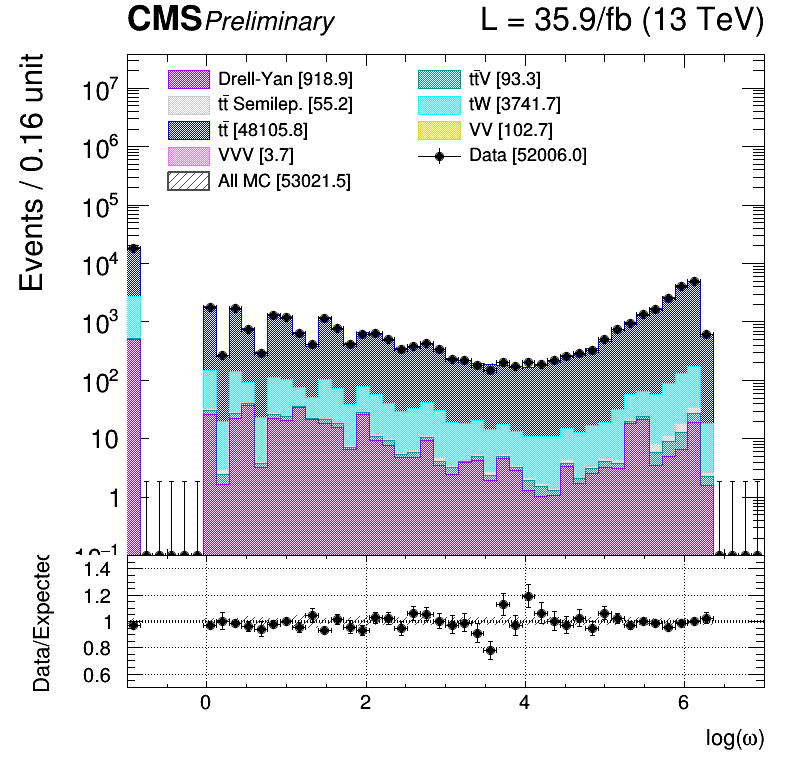 CMS Preliminary L = 35.9/fb (13 TeV)
Events / 0.16 unit
Drell-Yan [918.9]
tt̄ Semilep. [55.2]
tt̄ [48105.8]
VVV [3.7]
All MC [53021.5]
tt̄V [93.3]
tW [3741.7]
VV [102.7]
Data [52006.0]
10⁷
10⁶
10⁵
10⁴
10³
10²
10
1
10⁻¹
Data/Expected
1.4
1.2
1
0.8
0.6
0 2 4 6
log(ω)